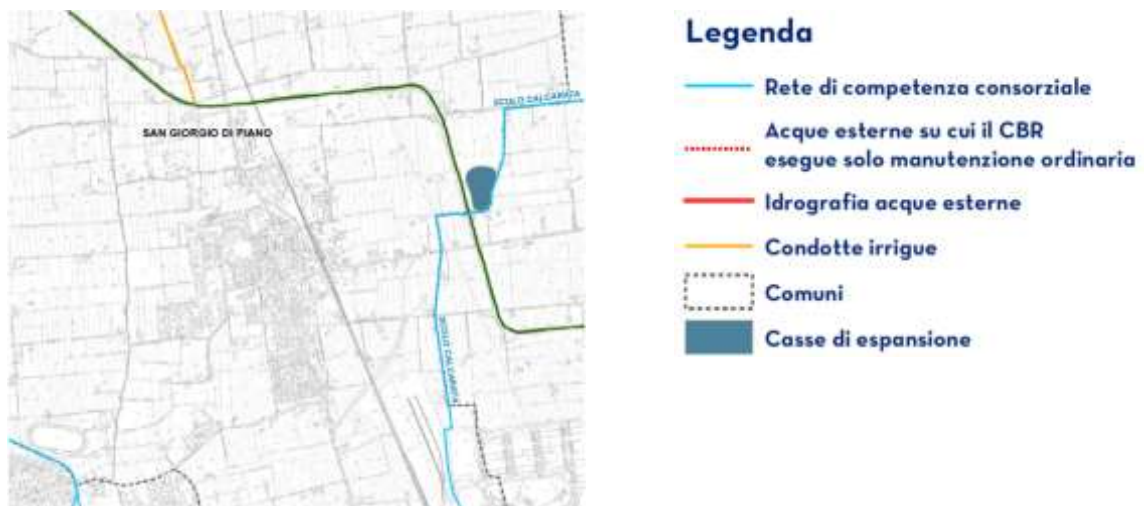 SAN GIORGIO DI PIANO
SCOLO CALCARATA
SCOLO CALCARATA
Legenda
Rete di competenza consorziale
Acque esterne su cui il CBR
esegue solo manutenzione ordinaria
Idrografia acque esterne
Condotte irrigue
Comuni
Casse di espansione